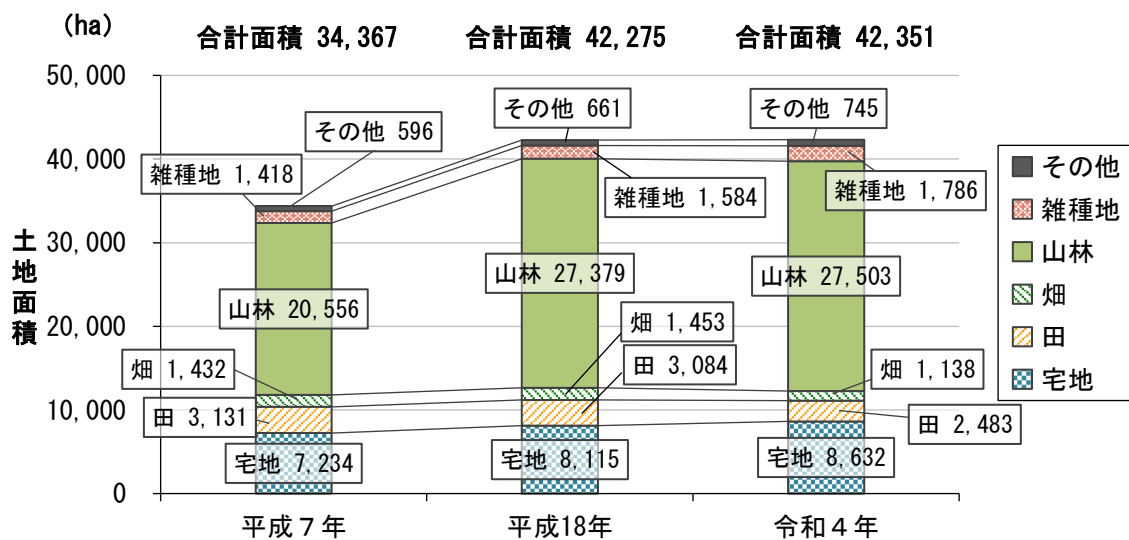 （ha）
合計面積 34,367
合計面積 42,275
合計面積 42,351
50,000
40,000
30,000
20,000
10,000
0
土地面積
その他 596
雑種地 1,418
山林 20,556
畑 1,432
田 3,131
宅地 7,234
その他 661
雑種地 1,584
山林 27,379
畑 1,453
田 3,084
宅地 8,115
その他 745
雑種地 1,786
山林 27,503
畑 1,138
田 2,483
宅地 8,632
平成７年
平成18年
令和４年
その他
雑種地
山林
畑
田
宅地